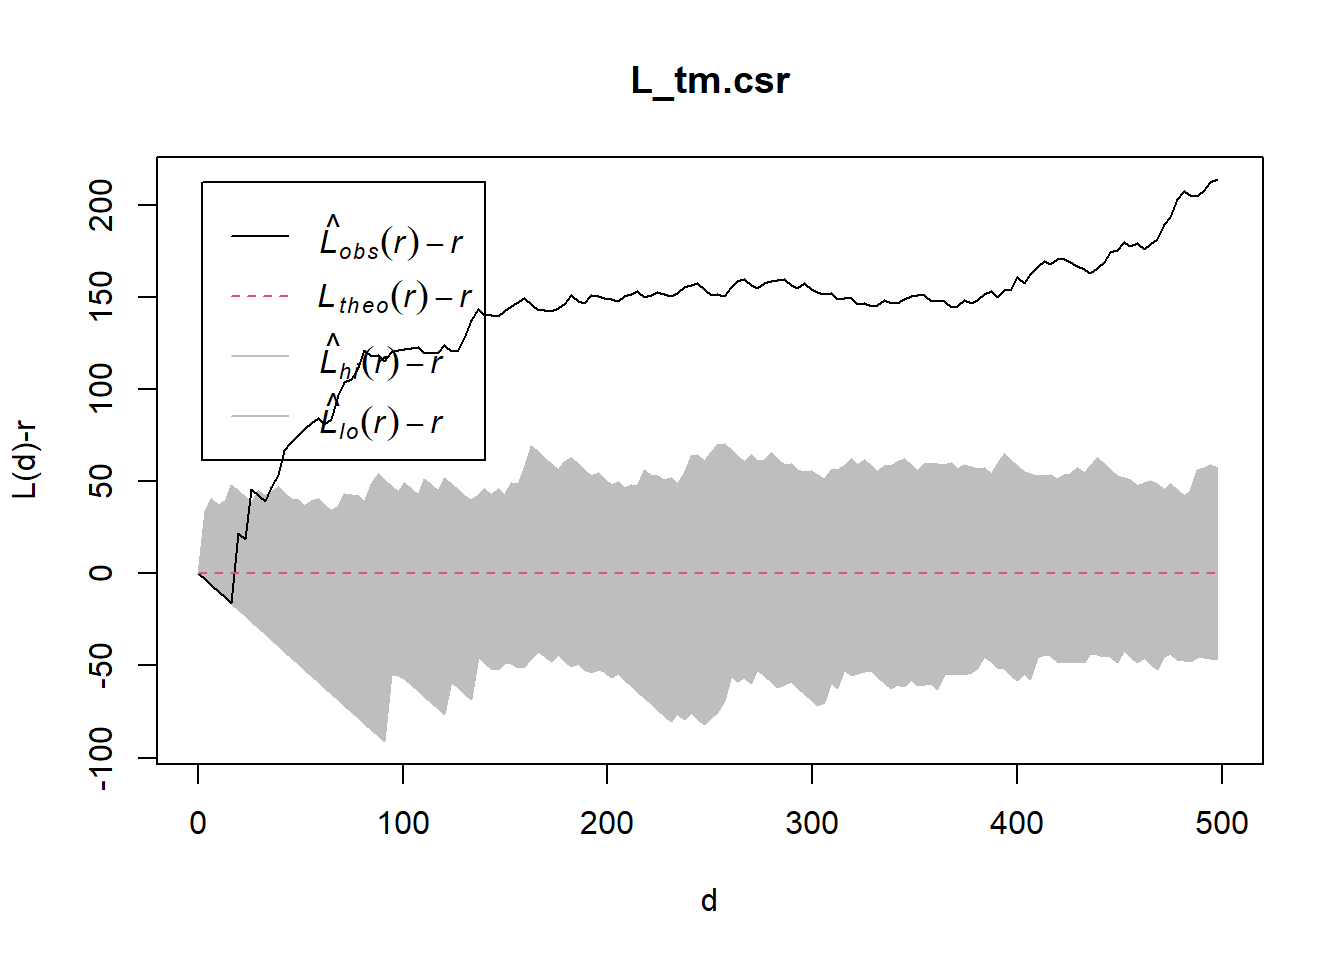 L_tm.csr
L̂obs(r) − r
Ltheo(r) − r
L̂hi(r) − r
L̂lo(r) − r
L(d)-r
200
150
100
50
0
-50
-100
0 100 200 300 400 500
d